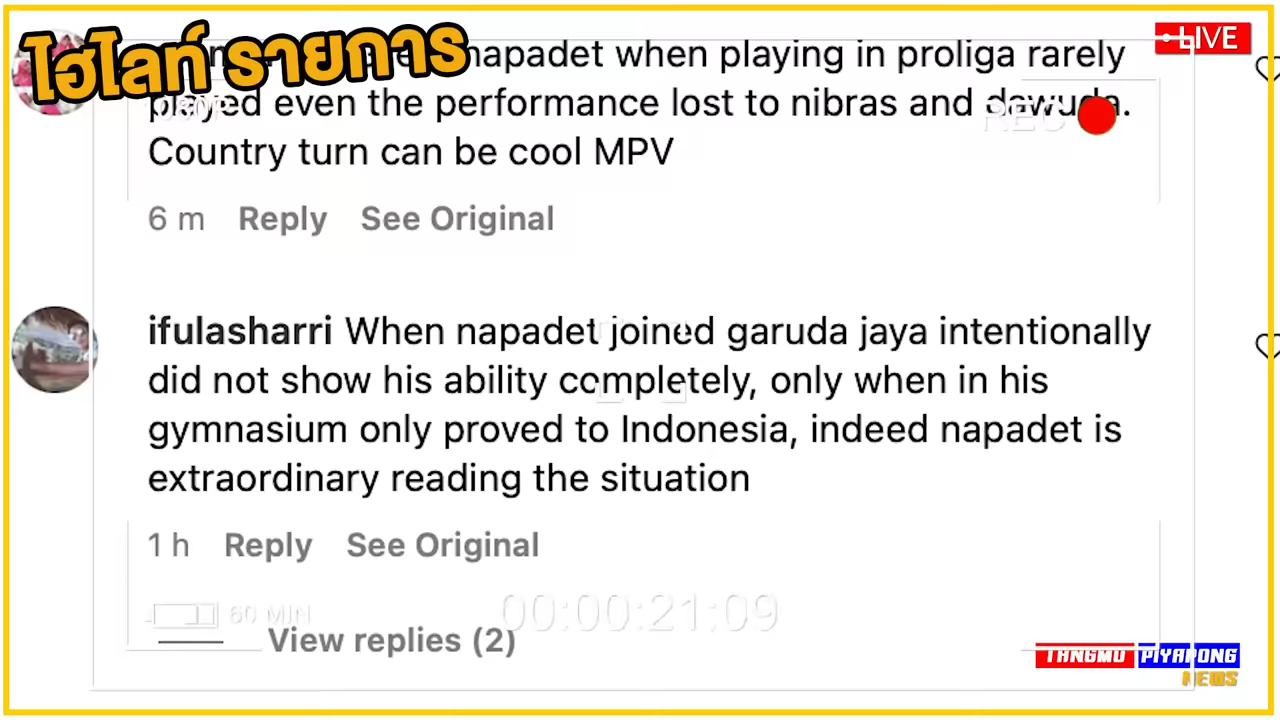 ไฮไลท์ รายการ
LIVE
napadet when playing in proliga rarely
played even the performance lost to nibras and dawuda.
REC
Country turn can be cool MPV
6 m Reply See Original
ifulasharri When napadet joined garuda jaya intentionally
did not show his ability completely, only when in his
gymnasium only proved to Indonesia, indeed napadet is
extraordinary reading the situation
1 h Reply See Original
60 MIN
00:00:21:09
View replies (2)
TANGMO PIYAPONG
NEWS